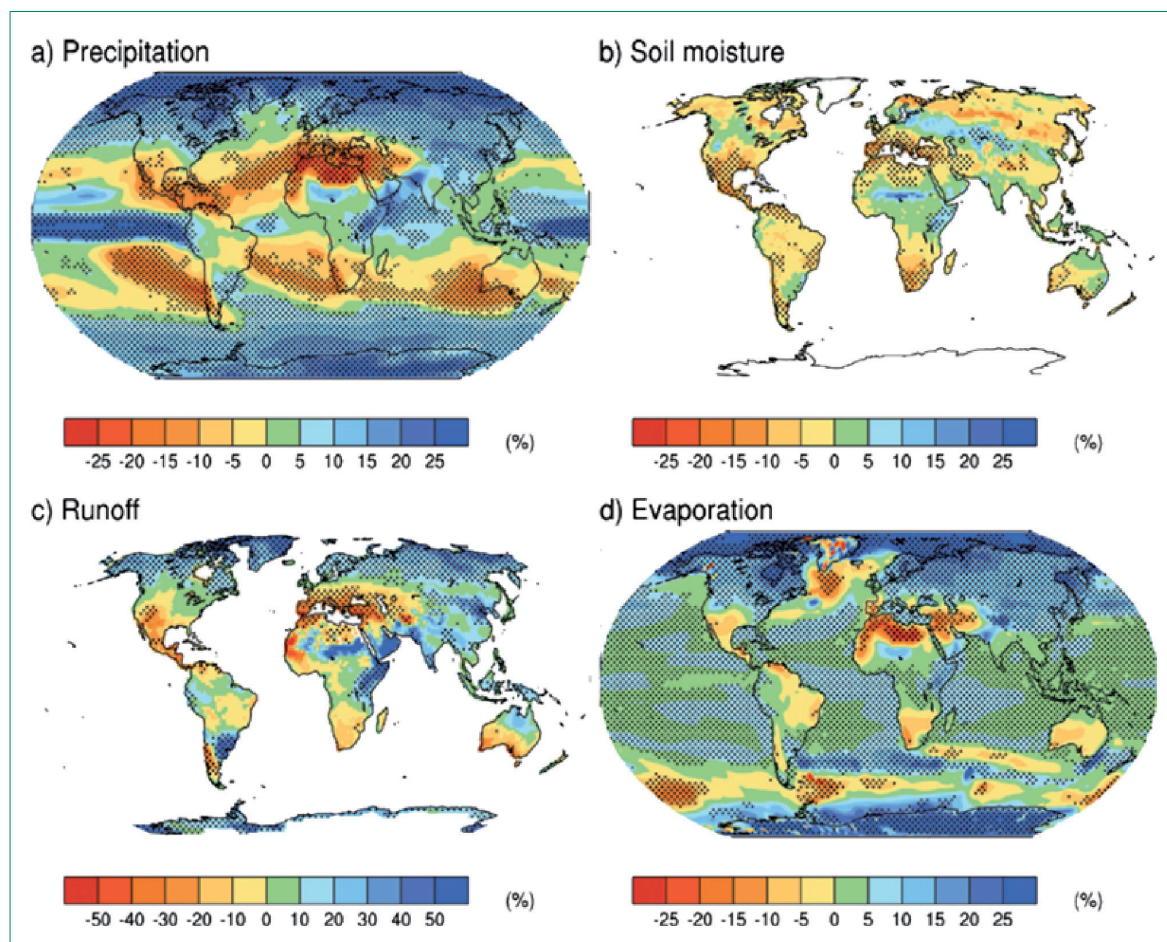 a) Precipitation
b) Soil moisture
-25 -20 -15 -10 -5 0 5 10 15 20 25 (%)
-25 -20 -15 -10 -5 0 5 10 15 20 25 (%)
c) Runoff
d) Evaporation
-50 -40 -30 -20 -10 0 10 20 30 40 50 (%)
-25 -20 -15 -10 -5 0 5 10 15 20 25 (%)